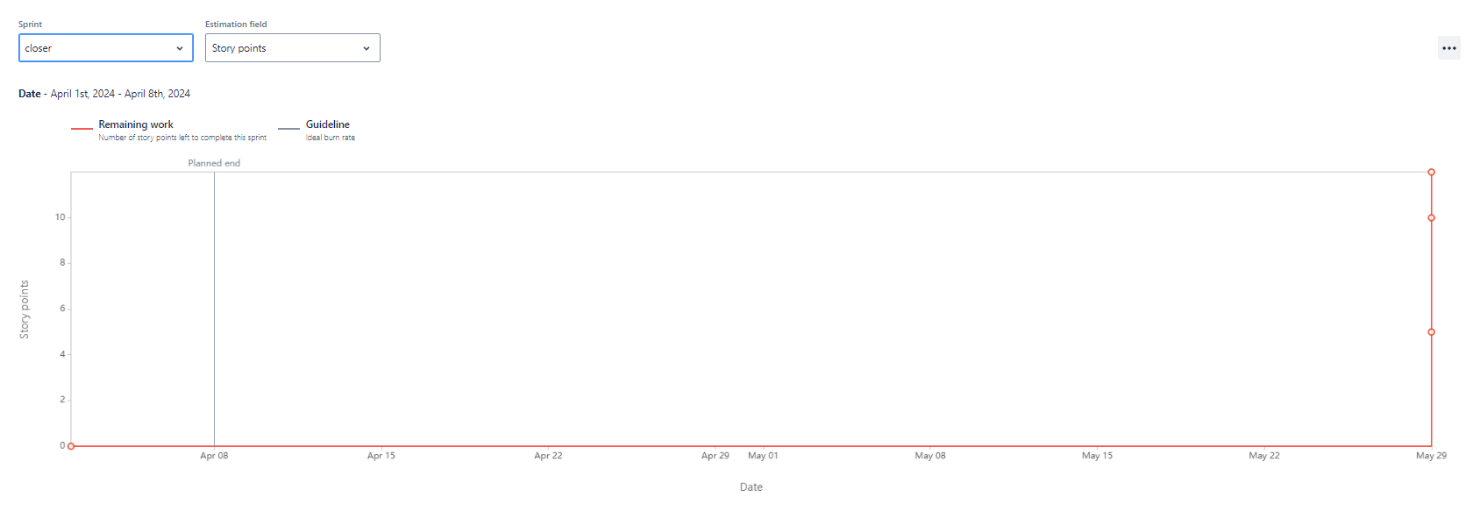 Sprint Estimation field
closer Story points
Date - April 1st, 2024 - April 8th, 2024
Remaining work Guideline
Number of story points left to complete this sprint Ideal burn rate
Planned end
10
8
6
4
2
0
Story points
Apr 08 Apr 15 Apr 22 Apr 29 May 01 May 08 May 15 May 22 May 29
Date